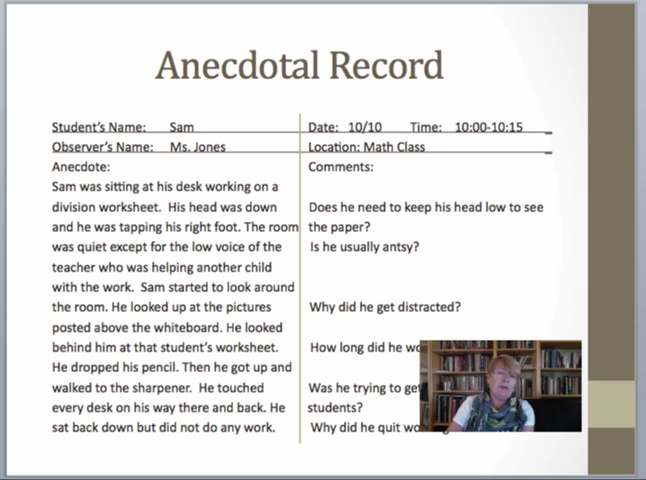 Anecdotal Record
Student's Name: Sam
Date: 10/10 Time: 10:00-10:15
Observer's Name: Ms. Jones
Location: Math Class
Anecdote:
Sam was sitting at his desk working on a
division worksheet. His head was down
and he was tapping his right foot. The room
was quiet except for the low voice of the
teacher who was helping another child
with the work. Sam started to look around
the room. He looked up at the pictures
posted above the whiteboard. He looked
behind him at that student's worksheet.
He dropped his pencil. Then he got up and
walked to the sharpener. He touched
every desk on his way there and back. He
sat back down but did not do any work.
Comments:
Does he need to keep his head low to see
the paper?
Is he usually antsy?
Why did he get distracted?
How long did he
Was he trying to get
students?
Why did he quit